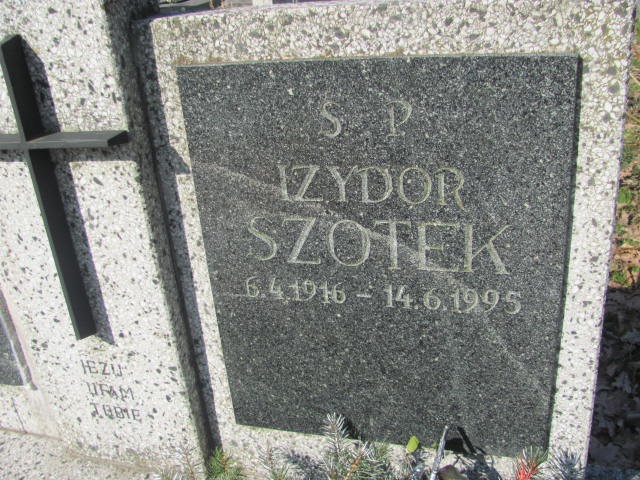 S P
IZYDOR
SZOTEK
6.4.1916 - 14.6.1995
JEZU
UFAM
TOBIE